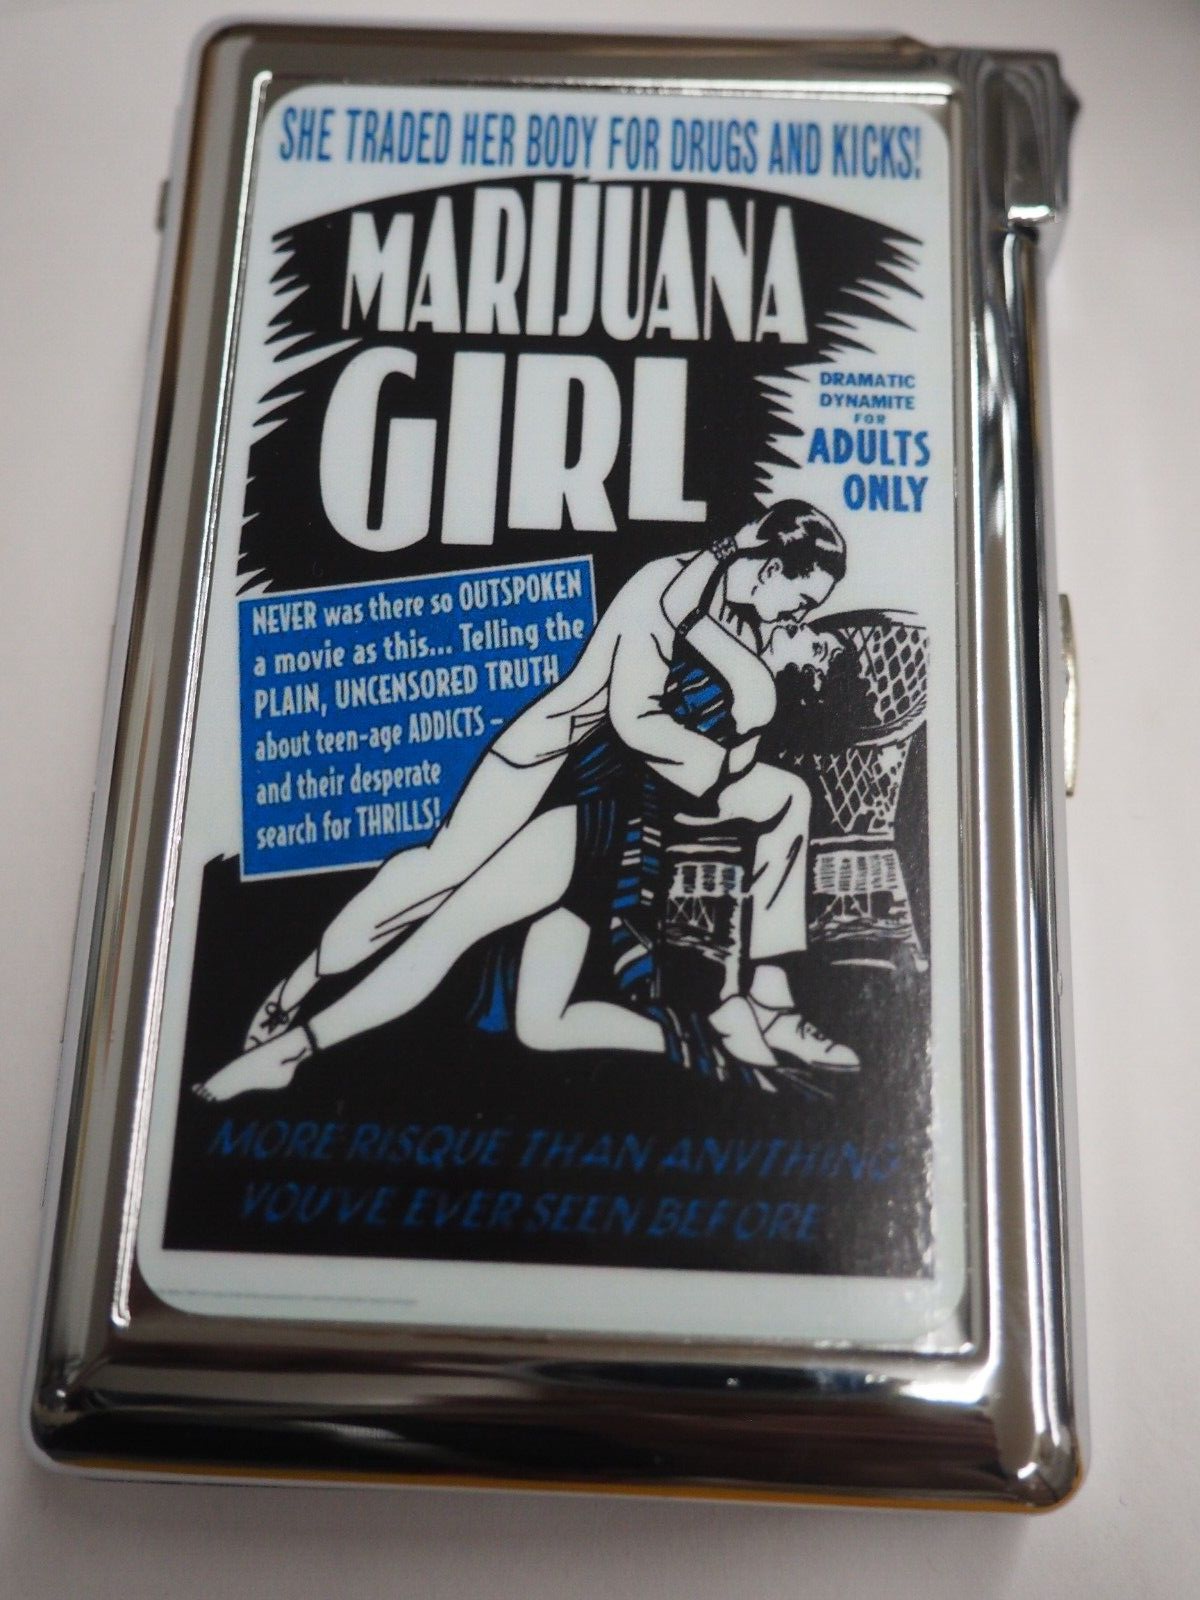 SHE TRADED HER BODY FOR DRUGS AND KICKS!
MARIJUANA
GIRL
DRAMATIC
DYNAMITE
FOR
ADULTS
ONLY
NEVER was there so OUTSPOKEN
a movie as this... Telling the
PLAIN, UNCENSORED TRUTH
about teen-age ADDICTS –
and their desperate
search for THRILLS!
MORE RISQUE THAN ANYTHING
YOU'VE EVER SEEN BEFORE